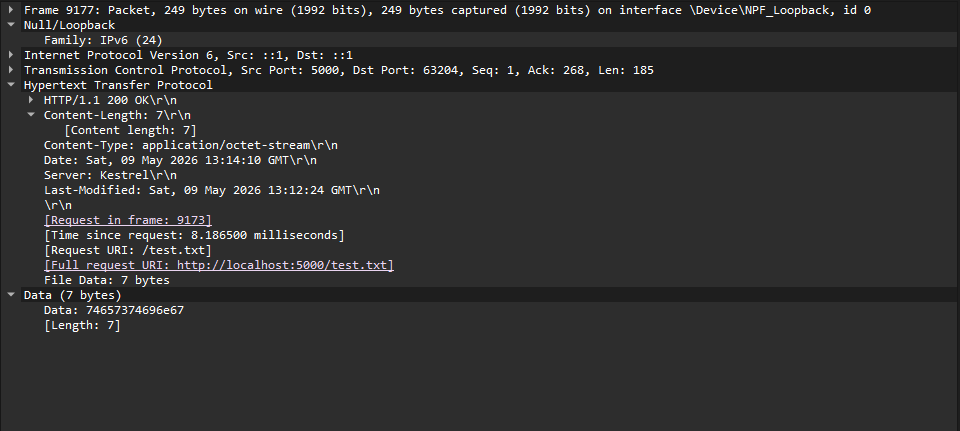 Frame 9177: Packet, 249 bytes on wire (1992 bits), 249 bytes captured (1992 bits) on interface \Device\NPF_Loopback, id 0
Null/Loopback
Family: IPv6 (24)
Internet Protocol Version 6, Src: ::1, Dst: ::1
Transmission Control Protocol, Src Port: 5000, Dst Port: 63204, Seq: 1, Ack: 268, Len: 185
Hypertext Transfer Protocol
HTTP/1.1 200 OK\r\n
Content-Length: 7\r\n
[Content length: 7]
Content-Type: application/octet-stream\r\n
Date: Sat, 09 May 2026 13:14:10 GMT\r\n
Server: Kestrel\r\n
Last-Modified: Sat, 09 May 2026 13:12:24 GMT\r\n
\r\n
[Request in frame: 9173]
[Time since request: 8.186500 milliseconds]
[Request URI: /test.txt]
[Full request URI: http://localhost:5000/test.txt]
File Data: 7 bytes
Data (7 bytes)
Data: 74657374696e67
[Length: 7]